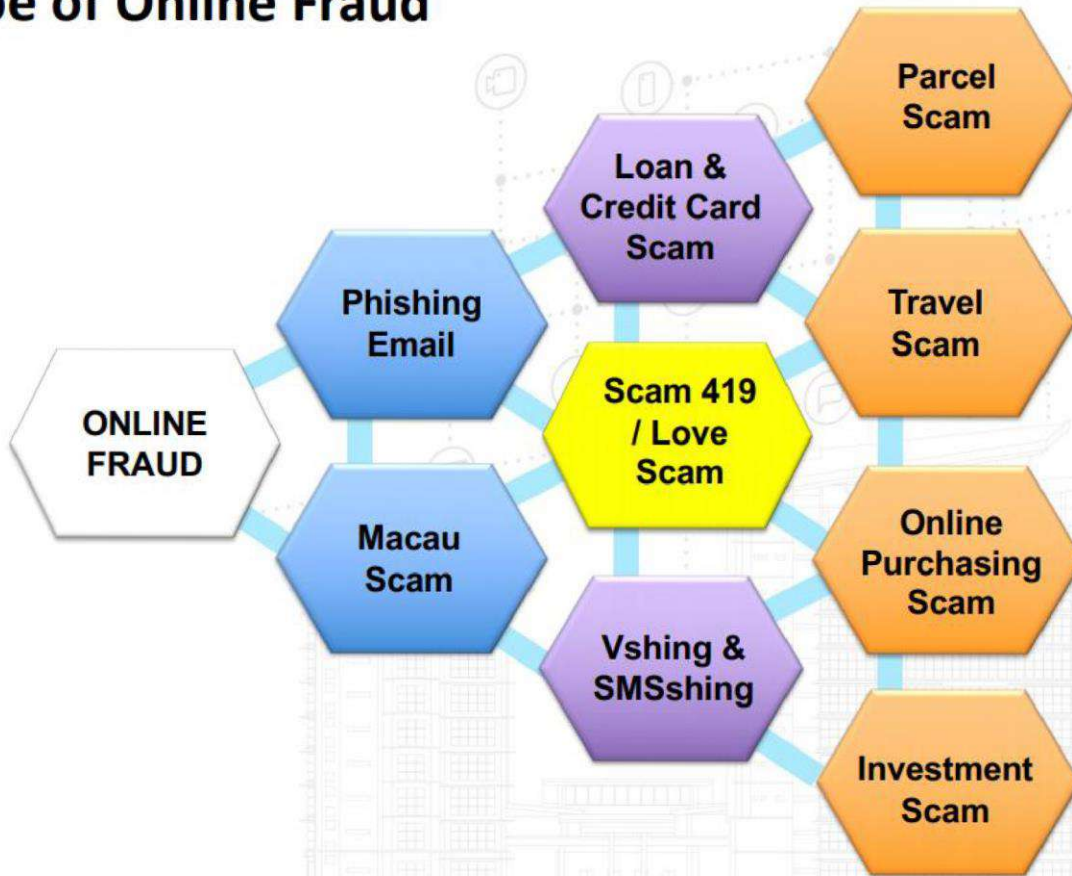 of Online Fraud
ONLINE
FRAUD
Phishing
Email
Macau
Scam
Loan &
Credit Card
Scam
Scam 419
/ Love
Scam
Vshing &
SMSshing
Parcel
Scam
Travel
Scam
Online
Purchasing
Scam
Investment
Scam